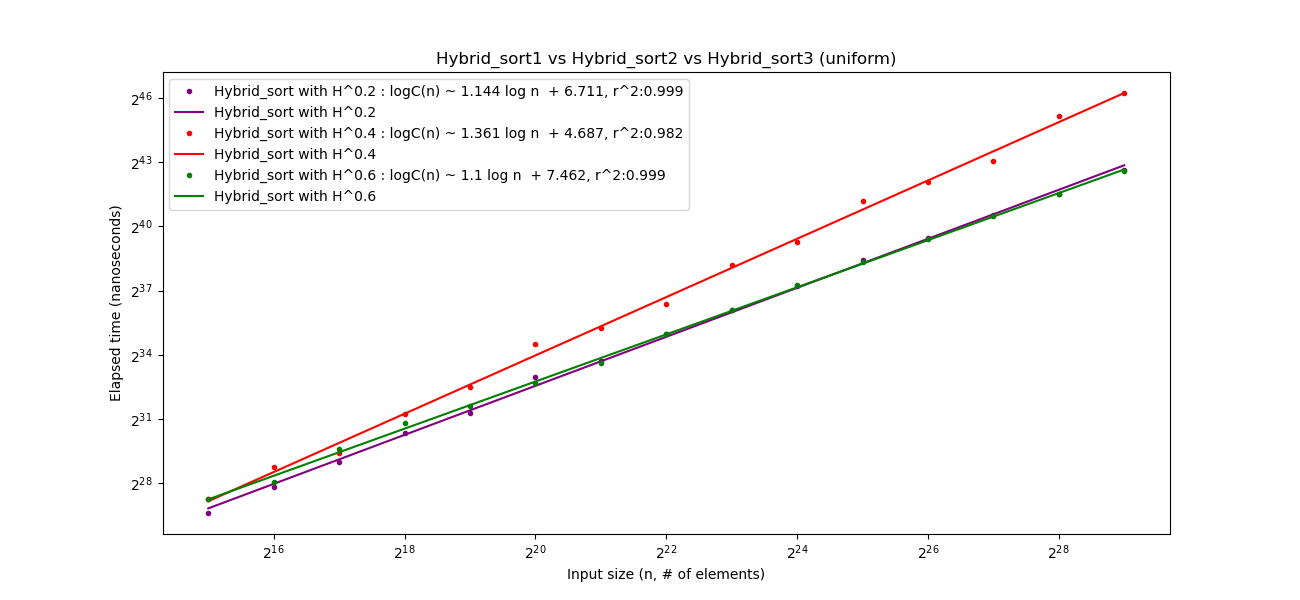 Hybrid_sort1 vs Hybrid_sort2 vs Hybrid_sort3 (uniform)
Hybrid_sort with H^0.2 : logC(n) ~ 1.144 log n  + 6.711, r^2:0.999
Hybrid_sort with H^0.2
Hybrid_sort with H^0.4 : logC(n) ~ 1.361 log n  + 4.687, r^2:0.982
Hybrid_sort with H^0.4
Hybrid_sort with H^0.6 : logC(n) ~ 1.1 log n  + 7.462, r^2:0.999
Hybrid_sort with H^0.6
Elapsed time (nanoseconds)
2^46
2^43
2^40
2^37
2^34
2^31
2^28
2^16 2^18 2^20 2^22 2^24 2^26 2^28
Input size (n, # of elements)